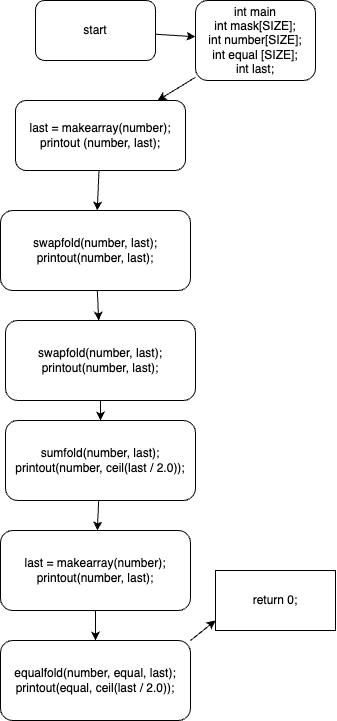 start
int main
int mask[SIZE];
int number[SIZE];
int equal [SIZE];
int last;
last = makearray(number);
printout (number, last);
swapfold(number, last);
printout(number, last);
swapfold(number, last);
printout(number, last);
sumfold(number, last);
printout(number, ceil(last / 2.0));
last = makearray(number);
printout(number, last);
return 0;
equalfold(number, equal, last);
printout(equal, ceil(last / 2.0));